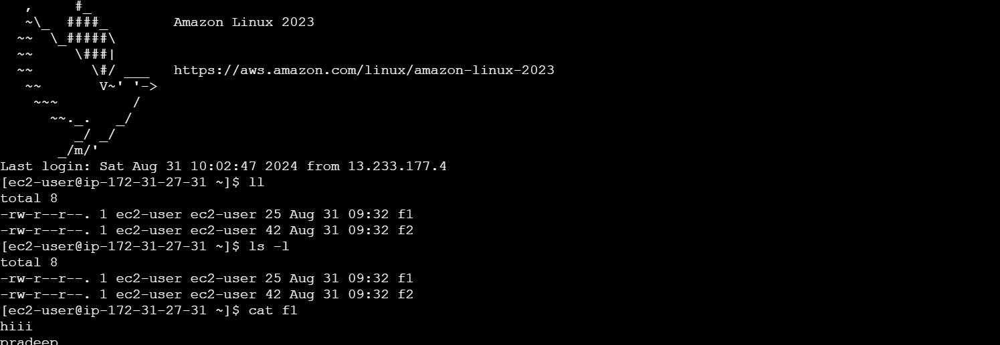 ,     #_
   ~\_  ####_        Amazon Linux 2023
  ~~  \_#####\
  ~~     \###|
  ~~       \#/ ___   https://aws.amazon.com/linux/amazon-linux-2023
   ~~       V~' '->
    ~~~         /
      ~~._.   _/
         _/ _/
       _/m/'
Last login: Sat Aug 31 10:02:47 2024 from 13.233.177.4
[ec2-user@ip-172-31-27-31 ~]$ ll
total 8
-rw-r--r--. 1 ec2-user ec2-user 25 Aug 31 09:32 f1
-rw-r--r--. 1 ec2-user ec2-user 42 Aug 31 09:32 f2
[ec2-user@ip-172-31-27-31 ~]$ ls -l
total 8
-rw-r--r--. 1 ec2-user ec2-user 25 Aug 31 09:32 f1
-rw-r--r--. 1 ec2-user ec2-user 42 Aug 31 09:32 f2
[ec2-user@ip-172-31-27-31 ~]$ cat f1
hiii
pradeep